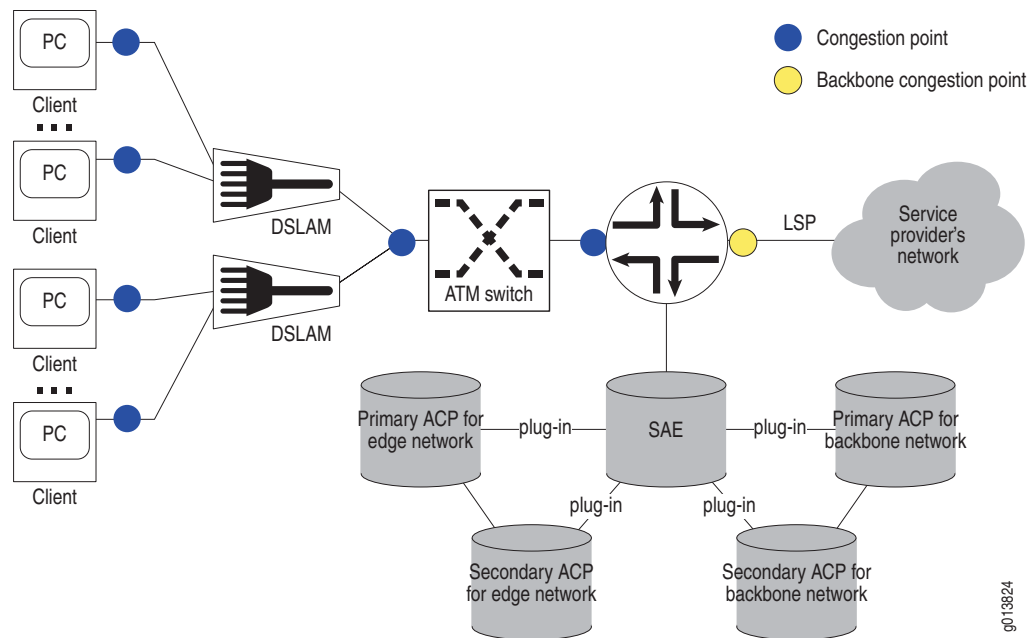 PC
Client
PC
Client
PC
Client
PC
Client
DSLAM
DSLAM
ATM switch
LSP
Service
provider's
network
Congestion point
Backbone congestion point
Primary ACP for
edge network
plug-in
SAE
plug-in
Primary ACP for
backbone network
plug-in
plug-in
Secondary ACP
for edge network
Secondary ACP for
backbone network
g013824